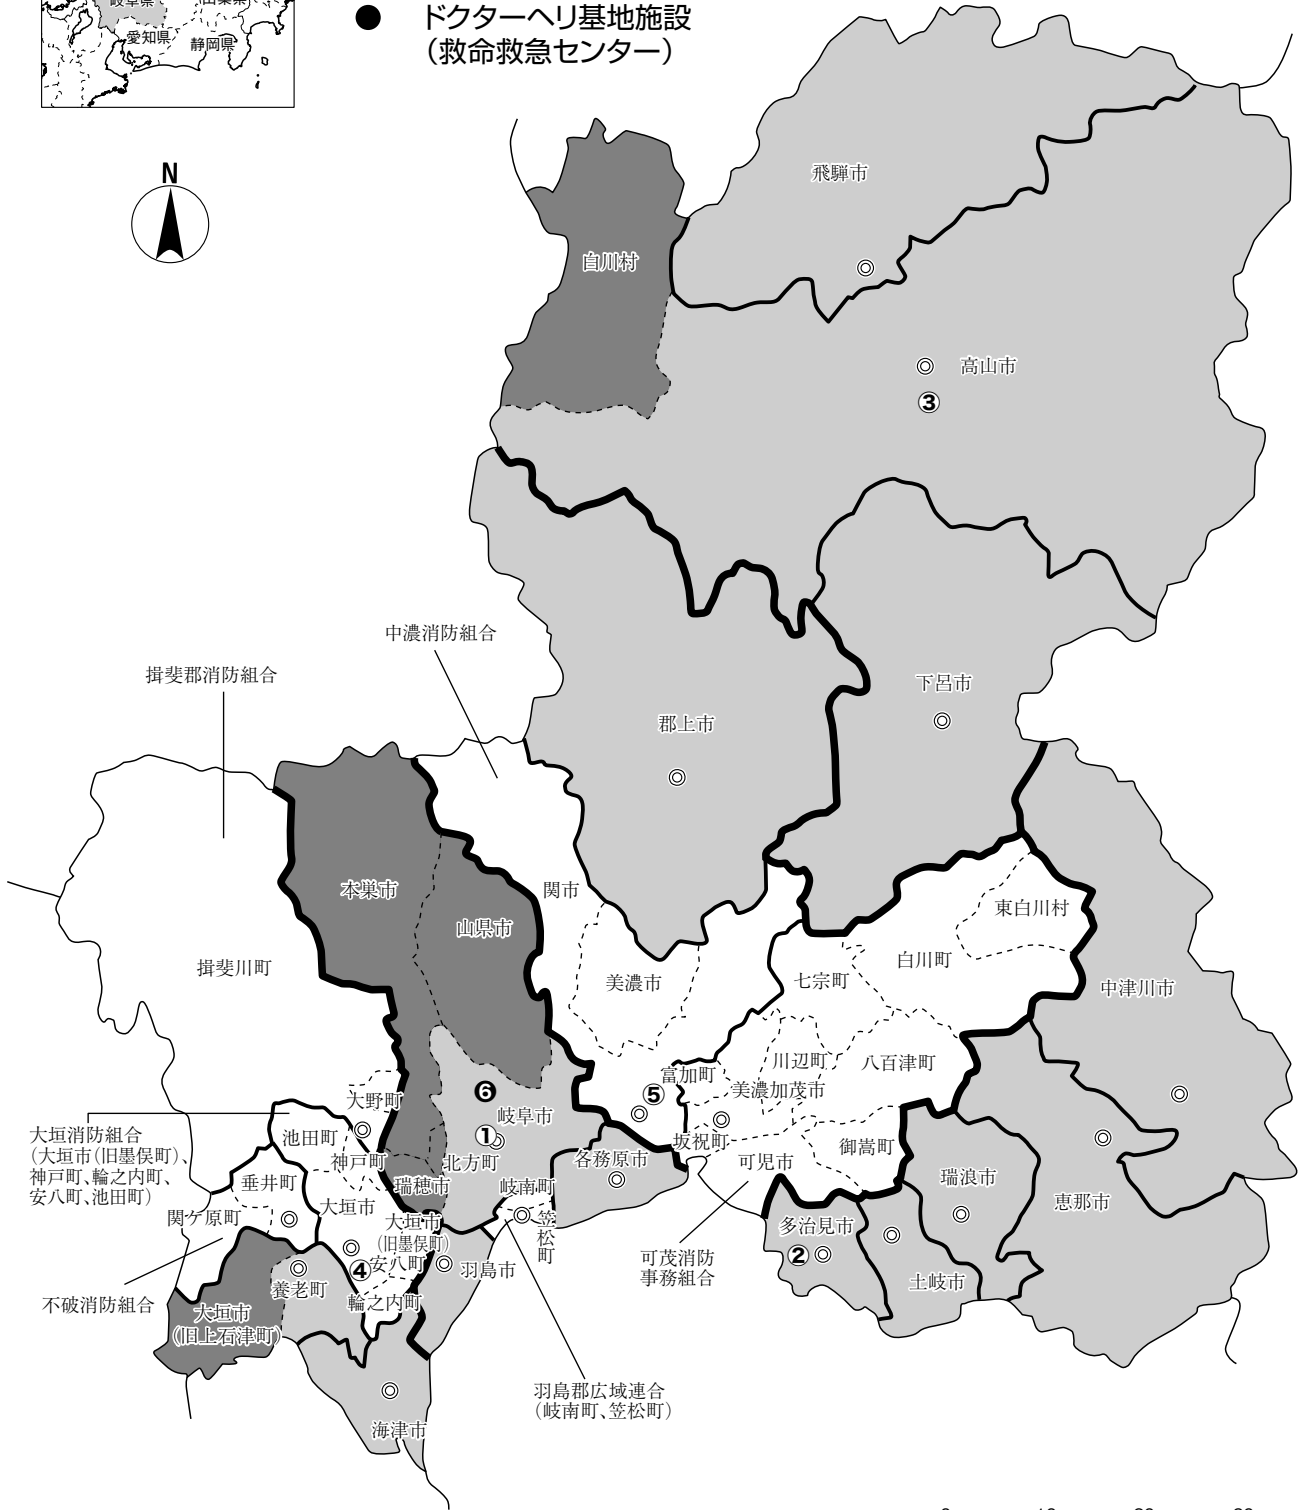 岐阜県
山梨県
愛知県
静岡県
● ドクターヘリ基地施設
（救命救急センター）
N
飛騨市
白川村
高山市
③
中濃消防組合
揖斐郡消防組合
下呂市
郡上市
本巣市
関市
山県市
東白川村
白川町
揖斐川町
美濃市
七宗町
中津川市
川辺町
八百津町
富加町
美濃加茂市
⑤
❻
大野町
岐阜市
①
池田町
神戸町
北方町
坂祝町
御嵩町
各務原市
可児市
大垣消防組合
（大垣市（旧墨俣町）、
神戸町、輪之内町、
安八町、池田町）
垂井町
瑞穂市
岐南町
瑞浪市
関ケ原町
大垣市
大垣市
（旧墨俣町）
笠松町
恵那市
多治見市
②
安八町
④
羽島市
可茂消防
事務組合
土岐市
養老町
不破消防組合
輪之内町
大垣市
（旧上石津町）
羽島郡広域連合
（岐南町、笠松町）
海津市